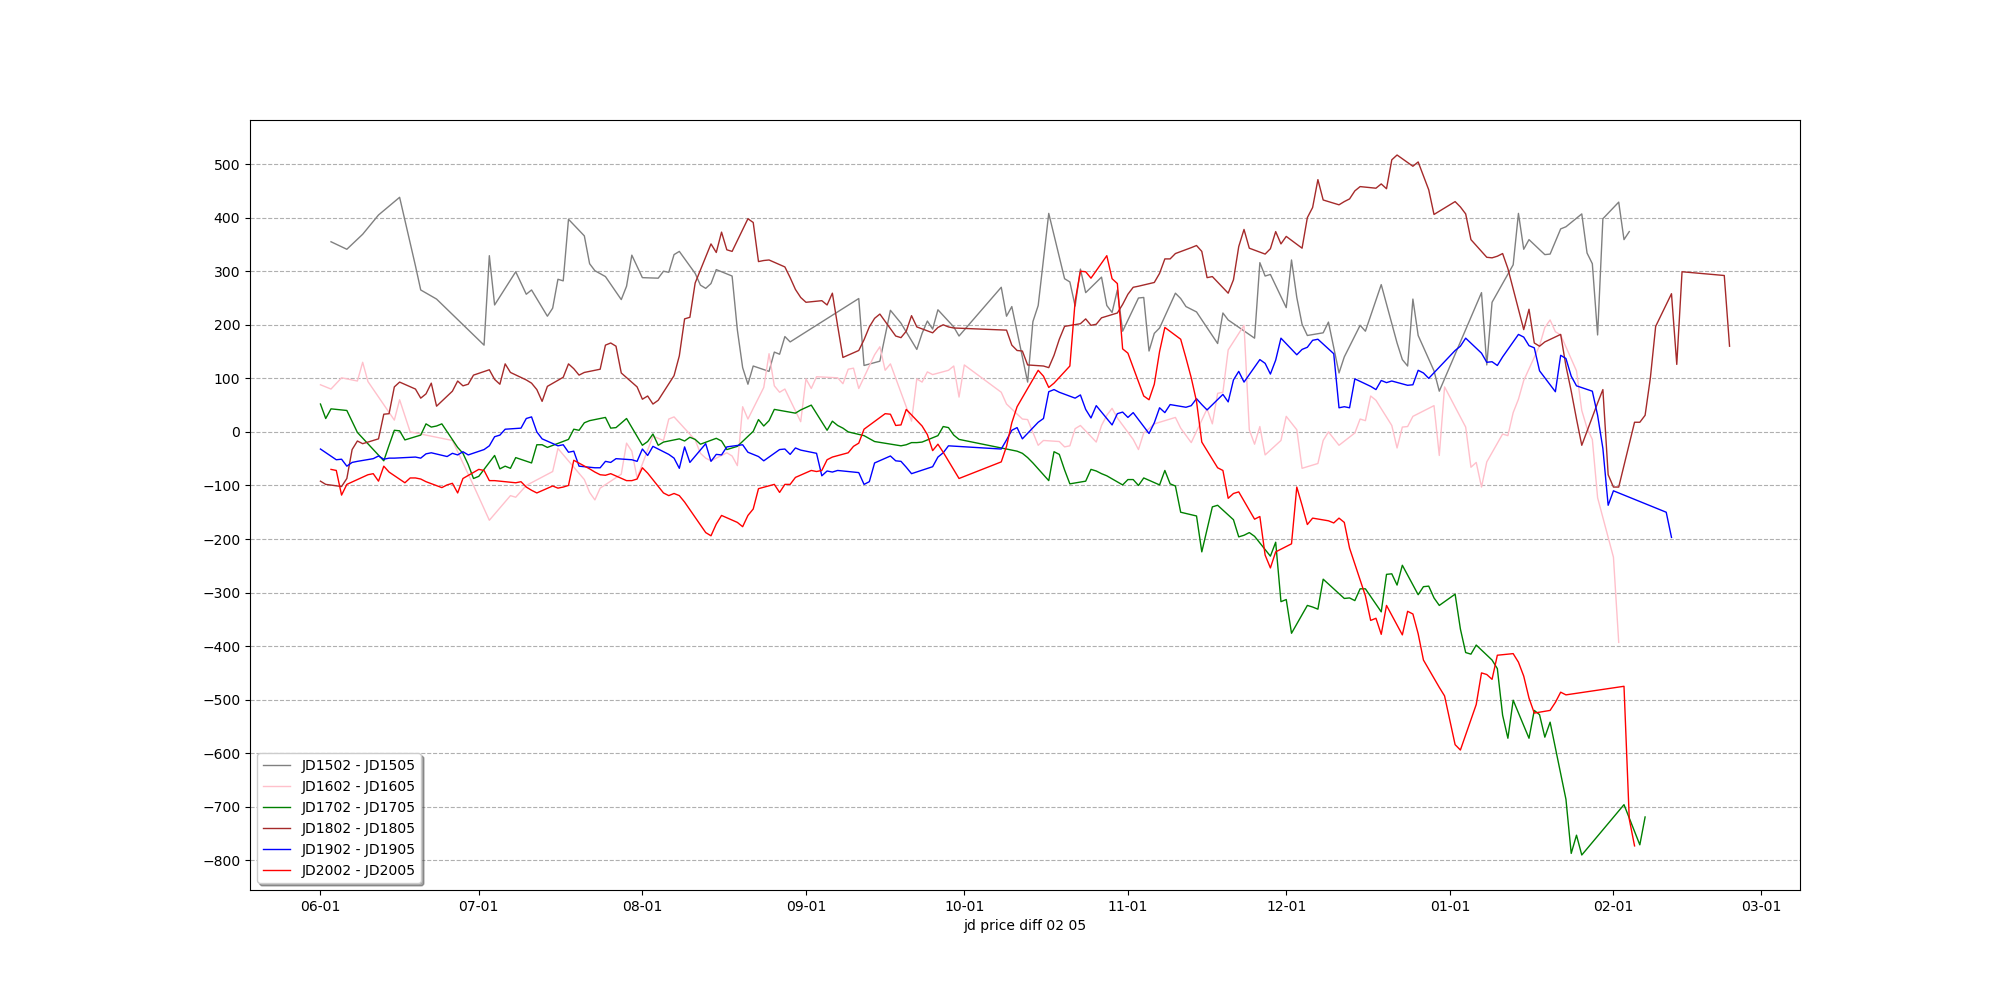 500
400
300
200
100
0
−100
−200
−300
−400
−500
−600
−700
−800
JD1502 - JD1505
JD1602 - JD1605
JD1702 - JD1705
JD1802 - JD1805
JD1902 - JD1905
JD2002 - JD2005
06-01 07-01 08-01 09-01 10-01 11-01 12-01 01-01 02-01 03-01
jd price diff 02 05